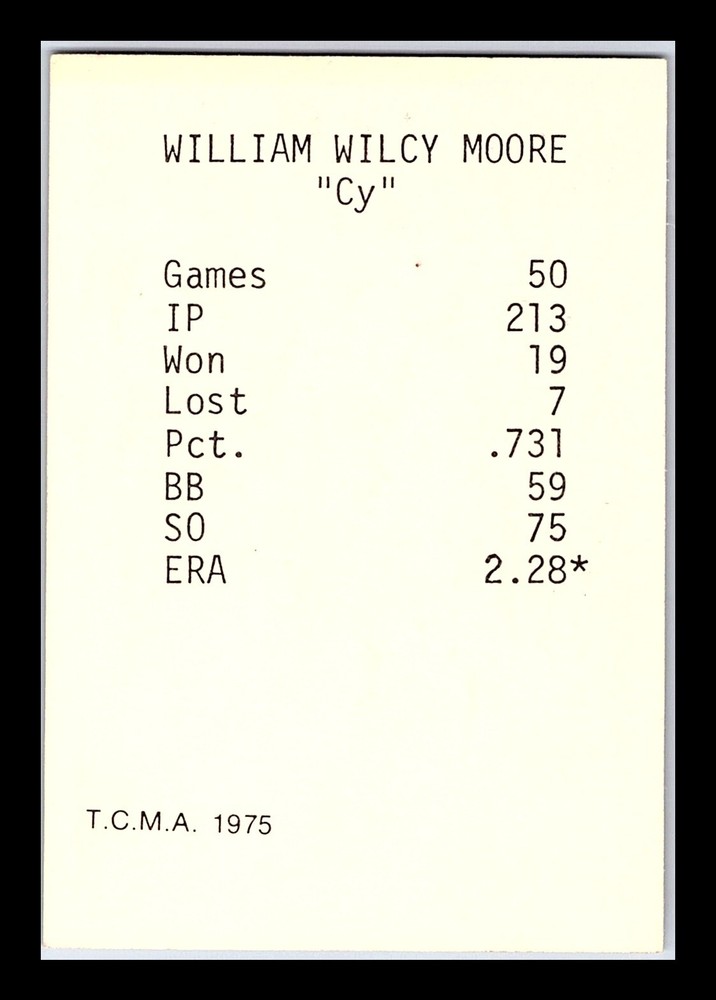 WILLIAM WILCY MOORE
"Cy"
Games 50
IP 213
Won 19
Lost 7
Pct. .731
BB 59
SO 75
ERA 2.28*
T.C.M.A. 1975